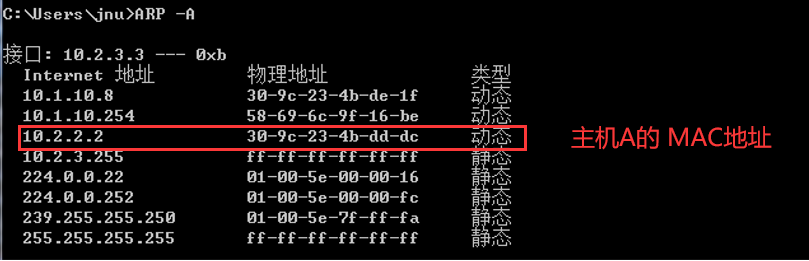 C:\Users\jnu>ARP -A
接口: 10.2.3.3 --- 0xb
Internet 地址 物理地址 类型
10.1.10.8 30-9c-23-4b-de-1f 动态
10.1.10.254 58-69-6c-9f-16-be 动态
10.2.2.2 30-9c-23-4b-dd-dc 动态 主机A的 MAC地址
10.2.3.255 ff-ff-ff-ff-ff-ff 静态
224.0.0.22 01-00-5e-00-00-16 静态
224.0.0.252 01-00-5e-00-00-fc 静态
239.255.255.250 01-00-5e-7f-ff-fa 静态
255.255.255.255 ff-ff-ff-ff-ff-ff 静态